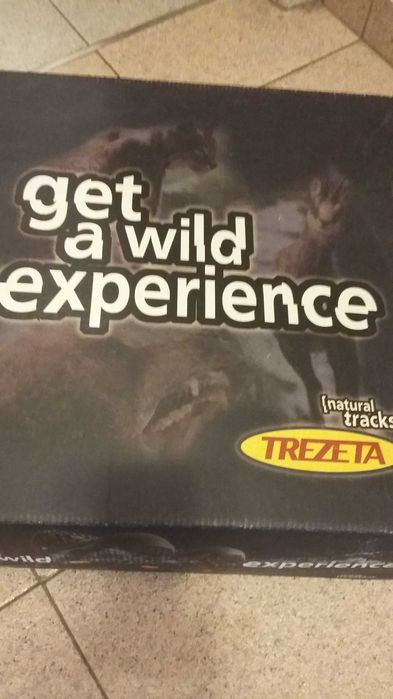 get
a wild
experience
[natural
tracks
TREZETA
wild
experience